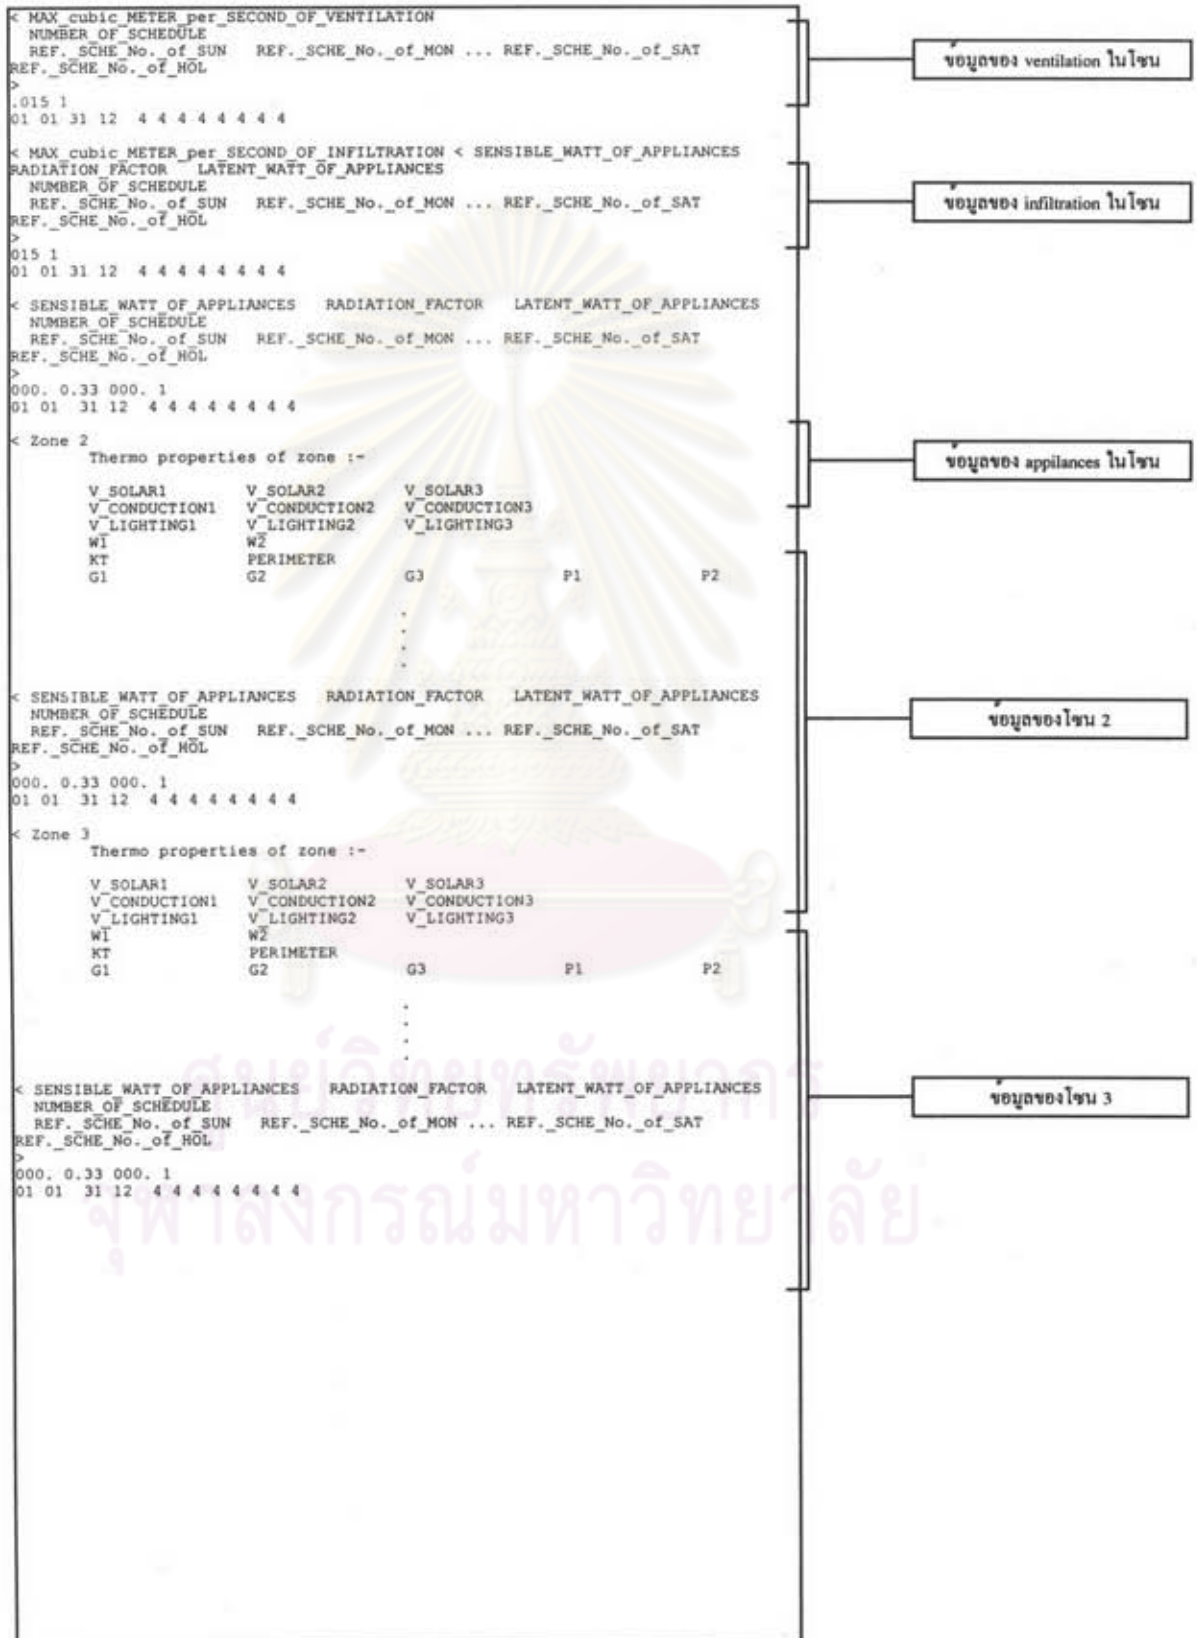 < MAX_cubic_METER_per_SECOND_OF_VENTILATION
NUMBER_OF_SCHEDULE
REF._SCHE_No._of_SUN REF._SCHE_No._of_MON ... REF._SCHE_No._of_SAT
REF._SCHE_No._of_HOL
>
.015 1
01 01 31 12 4 4 4 4 4 4 4 4
ข้อมูลของ ventilation ในโซน
< MAX_cubic_METER_per_SECOND_OF_INFILTRATION < SENSIBLE_WATT_OF_APPLIANCES
RADIATION_FACTOR LATENT_WATT_OF_APPLIANCES
NUMBER_OF_SCHEDULE
REF._SCHE_No._of_SUN REF._SCHE_No._of_MON ... REF._SCHE_No._of_SAT
REF._SCHE_No._of_HOL
>
015 1
01 01 31 12 4 4 4 4 4 4 4 4
ข้อมูลของ infiltration ในโซน
< SENSIBLE_WATT_OF_APPLIANCES RADIATION_FACTOR LATENT_WATT_OF_APPLIANCES
NUMBER_OF_SCHEDULE
REF._SCHE_No._of_SUN REF._SCHE_No._of_MON ... REF._SCHE_No._of_SAT
REF._SCHE_No._of_HOL
>
000. 0.33 000. 1
01 01 31 12 4 4 4 4 4 4 4 4
ข้อมูลของ appilances ในโซน
< Zone 2
Thermo properties of zone :-
V_SOLAR1 V_SOLAR2 V_SOLAR3
V_CONDUCTION1 V_CONDUCTION2 V_CONDUCTION3
V_LIGHTING1 V_LIGHTING2 V_LIGHTING3
W1 W2
KT PERIMETER
G1 G2 G3 P1 P2
.
.
.
.
< SENSIBLE_WATT_OF_APPLIANCES RADIATION_FACTOR LATENT_WATT_OF_APPLIANCES
NUMBER_OF_SCHEDULE
REF._SCHE_No._of_SUN REF._SCHE_No._of_MON ... REF._SCHE_No._of_SAT
REF._SCHE_No._of_HOL
>
000. 0.33 000. 1
01 01 31 12 4 4 4 4 4 4 4 4
ข้อมูลของโซน 2
< Zone 3
Thermo properties of zone :-
V_SOLAR1 V_SOLAR2 V_SOLAR3
V_CONDUCTION1 V_CONDUCTION2 V_CONDUCTION3
V_LIGHTING1 V_LIGHTING2 V_LIGHTING3
W1 W2
KT PERIMETER
G1 G2 G3 P1 P2
.
.
.
.
< SENSIBLE_WATT_OF_APPLIANCES RADIATION_FACTOR LATENT_WATT_OF_APPLIANCES
NUMBER_OF_SCHEDULE
REF._SCHE_No._of_SUN REF._SCHE_No._of_MON ... REF._SCHE_No._of_SAT
REF._SCHE_No._of_HOL
>
000. 0.33 000. 1
01 01 31 12 4 4 4 4 4 4 4 4
ข้อมูลของโซน 3
ศูนย์วิทยทรัพยากร
จุฬาลงกรณ์มหาวิทยาลัย